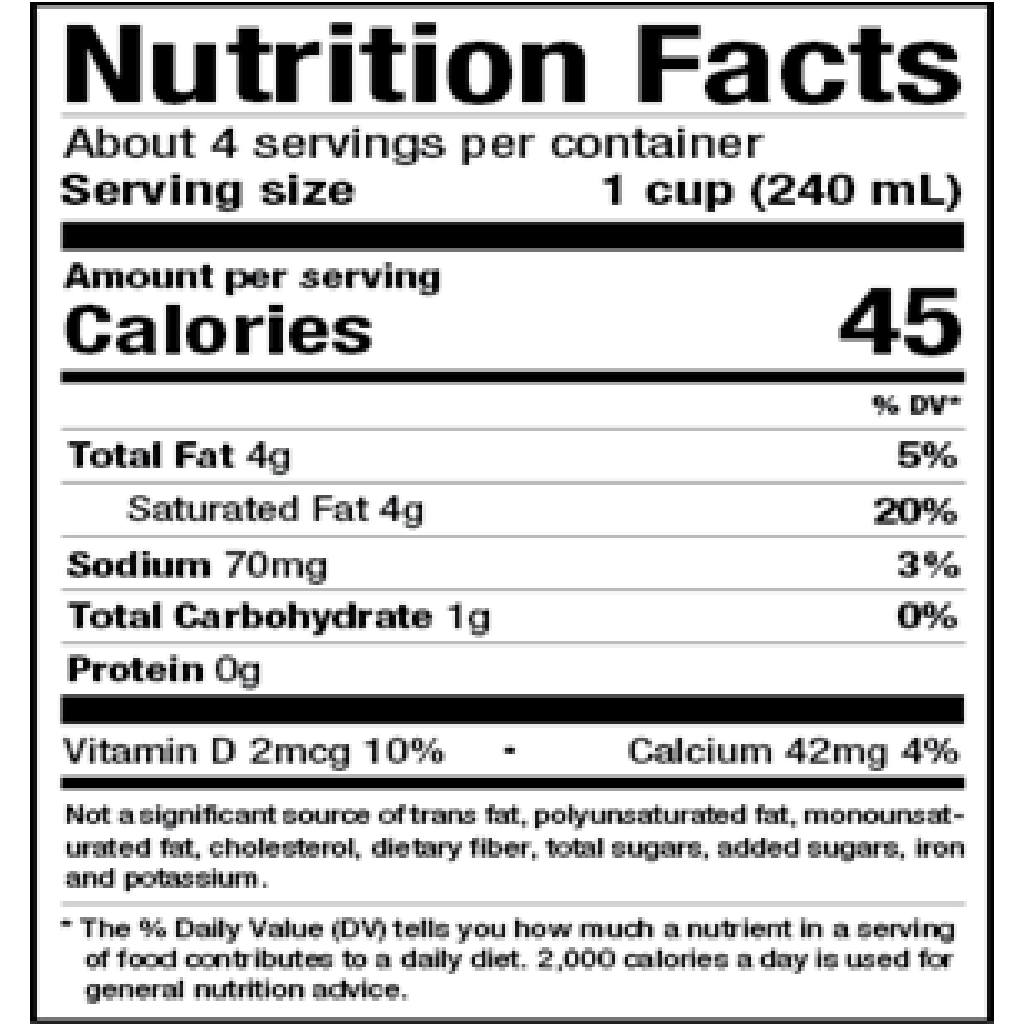 Nutrition Facts
About 4 servings per container
Serving size 1 cup (240 mL)
Amount per serving
Calories 45
% DV*
Total Fat 4g 5%
Saturated Fat 4g 20%
Sodium 70mg 3%
Total Carbohydrate 1g 0%
Protein 0g
Vitamin D 2mcg 10% • Calcium 42mg 4%
Not a significant source of trans fat, polyunsaturated fat, monounsat-
urated fat, cholesterol, dietary fiber, total sugars, added sugars, iron
and potassium.
* The % Daily Value (DV) tells you how much a nutrient in a serving
of food contributes to a daily diet. 2,000 calories a day is used for
general nutrition advice.